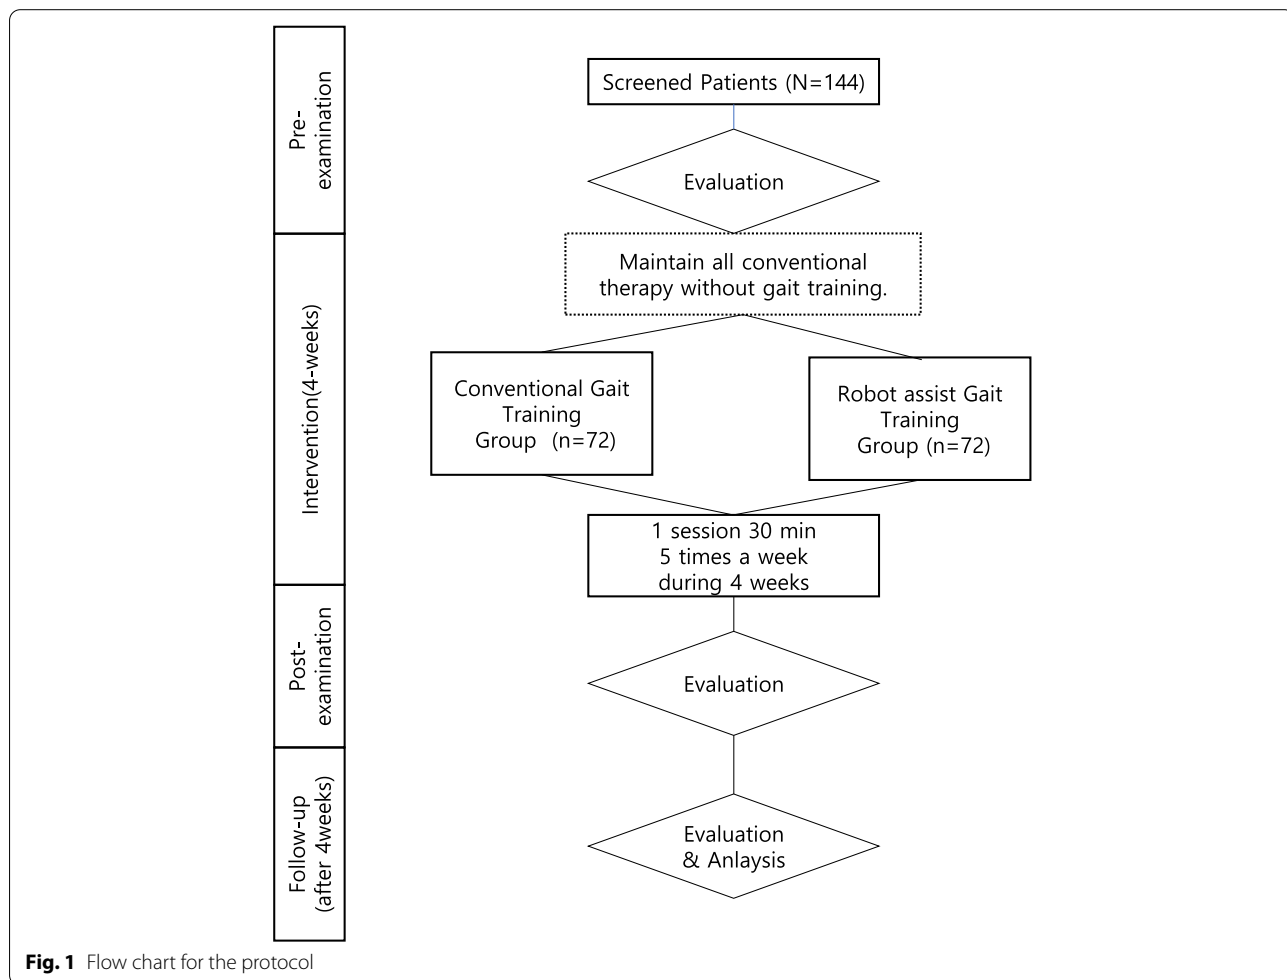 Pre-
examination
Screened Patients (N=144)
Evaluation
Intervention(4-weeks)
Maintain all conventional
therapy without gait training.
Conventional Gait
Training
Group (n=72)
Robot assist Gait
Training
Group (n=72)
1 session 30 min
5 times a week
during 4 weeks
Post-
examination
Evaluation
Follow-up
(after 4weeks)
Evaluation
& Anlaysis
Fig. 1 Flow chart for the protocol